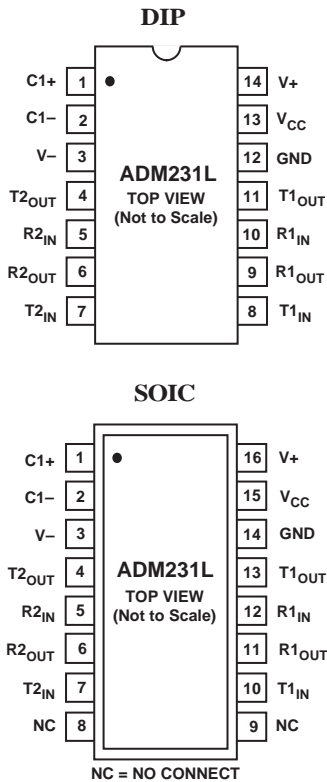 DIP
C1+ 1 14 V+
C1– 2 13 VCC
V– 3 12 GND
ADM231L
T2OUT 4 TOP VIEW 11 T1OUT
(Not to Scale)
R2IN 5 10 R1IN
R2OUT 6 9 R1OUT
T2IN 7 8 T1IN
SOIC
C1+ 1 16 V+
C1– 2 15 VCC
V– 3 14 GND
T2OUT 4 ADM231L 13 T1OUT
TOP VIEW
R2IN 5 (Not to Scale) 12 R1IN
R2OUT 6 11 R1OUT
T2IN 7 10 T1IN
NC 8 9 NC
NC = NO CONNECT